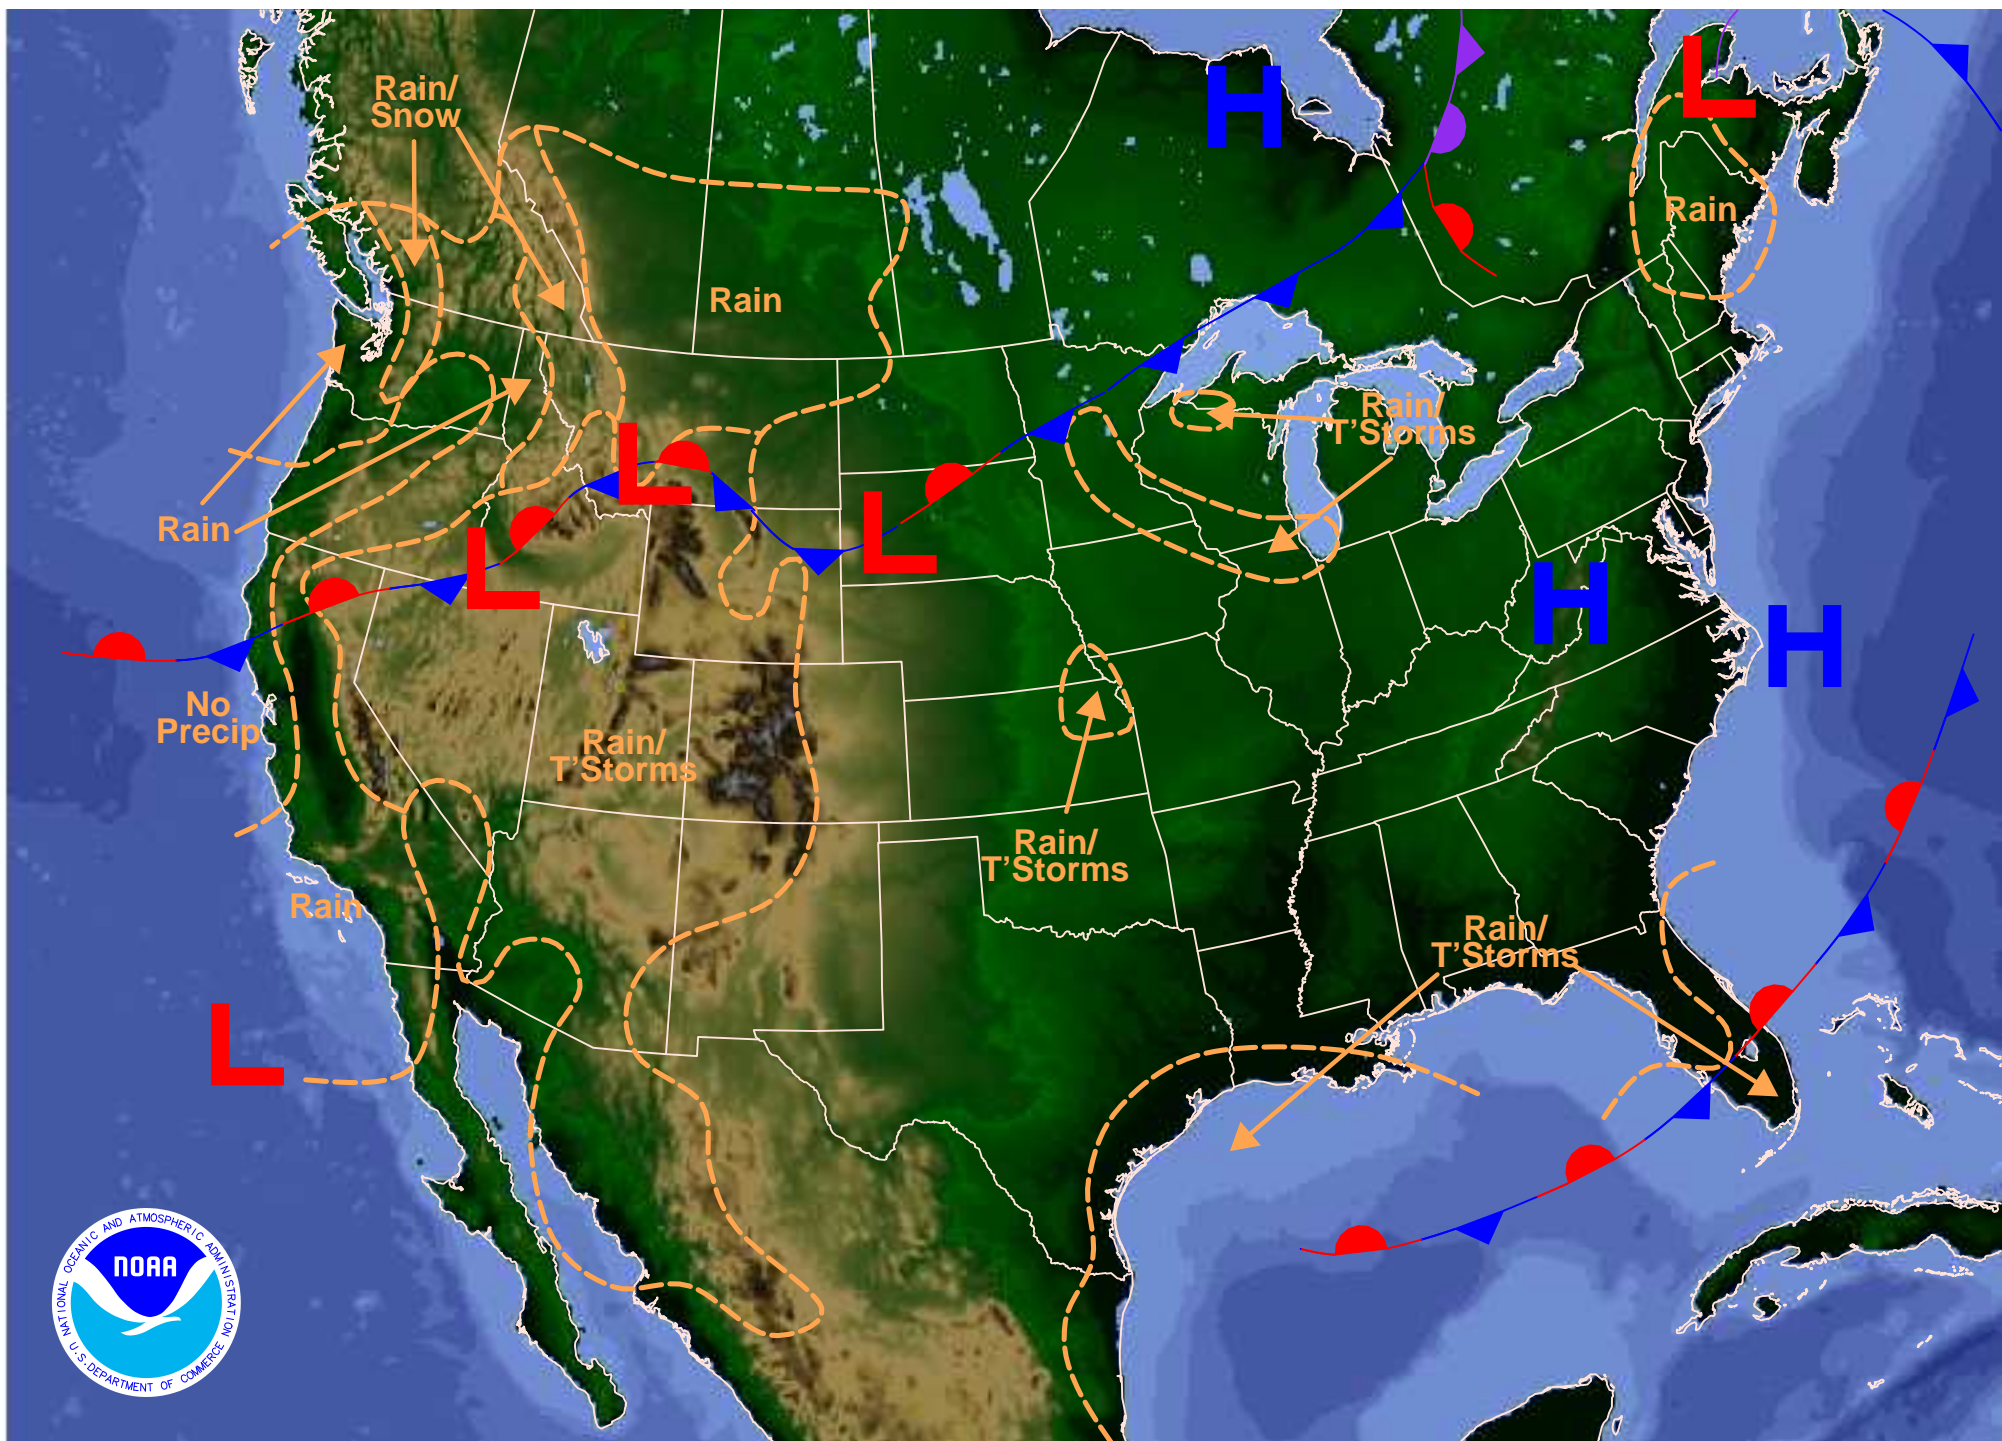 Rain/
Snow
H
L
Rain
Rain
Rain/
T'Storms
L
L
Rain
L
H
H
No
Precip
Rain/
T'Storms
Rain/
T'Storms
Rain
Rain/
T'Storms
L
NATIONAL OCEANIC AND ATMOSPHERIC ADMINISTRATION
NOAA
U.S. DEPARTMENT OF COMMERCE